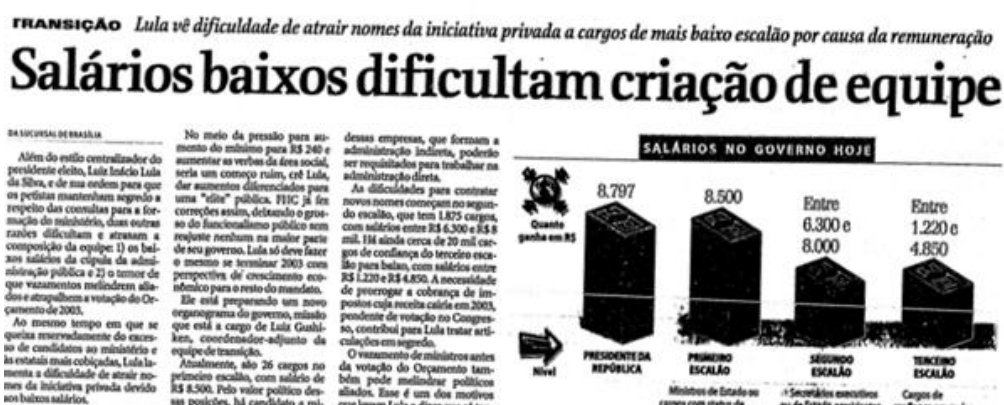 TRANSIÇÃO Lula vê dificuldade de atrair nomes da iniciativa privada a cargos de mais baixo escalão por causa da remuneração
Salários baixos dificultam criação de equipe
DA SUCURSAL DE BRASÍLIA
Além do estilo centralizador do
presidente eleito, Luiz Inácio Lula
da Silva, e de sua ordem para que
os petistas mantenham segredo a
respeito das consultas para a for-
mação do ministério, duas outras
razões dificultam e atrasam a
composição da equipe: 1) os bai-
xos salários da cúpula da admi-
nistração pública e 2) o temor de
que vazamentos melindrem alia-
dos e atrapalhem a votação do Or-
çamento de 2003.
Ao mesmo tempo em que se
queixa reservadamente do exces-
so de candidatos ao ministério e
às estatais mais cobiçadas, Lula la-
menta a dificuldade de atrair no-
mes da iniciativa privada devido
aos baixos salários.
No meio da pressão para au-
mento do mínimo para R$ 240 e
aumentar as verbas da área social,
seria um começo ruim, crê Lula,
dar aumentos diferenciados para
uma "elite" pública. FHC já fez
correções assim, deixando o gros-
so do funcionalismo público sem
reajuste nenhum na maior parte
de seu governo. Lula só deve fazer
o mesmo se terminar 2003 com
perspectiva de crescimento eco-
nômico para o resto do mandato.
Ele está preparando um novo
organograma do governo, missão
que está a cargo de Luiz Gushi-
ken, coordenador-adjunto da
equipe de transição.
Atualmente, são 26 cargos no
primeiro escalão, com salário de
R$ 8.500. Pelo valor político des-
sas posições, há candidato a mi-
dessas empresas, que formam a
administração indireta, poderão
ser requisitados para trabalhar na
administração direta.
As dificuldades para contratar
novos nomes começam no segun-
do escalão, que tem 1.875 cargos,
com salários entre R$ 6.300 e R$ 8
mil. Há ainda cerca de 20 mil car-
gos de confiança do terceiro esca-
lão para baixo, com salários entre
R$ 1.220 e R$ 4.850. A necessidade
de prorrogar a cobrança de im-
postos cuja receita cairia em 2003,
pendente de votação no Congres-
so, contribui para Lula tratar arti-
culações em segredo.
O vazamento de ministros antes
da votação do Orçamento tam-
bém pode melindrar políticos
aliados. Esse é um dos motivos
SALÁRIOS NO GOVERNO HOJE
Quanto
ganha em R$
8.797
8.500
Entre
6.300 e
8.000
Entre
1.220 e
4.850
Nível
PRESIDENTE DA
REPÚBLICA
PRIMEIRO
ESCALÃO
SEGUNDO
ESCALÃO
TERCEIRO
ESCALÃO
Ministros de Estado ou
cargos com status de
Secretários executivos
Cargos de